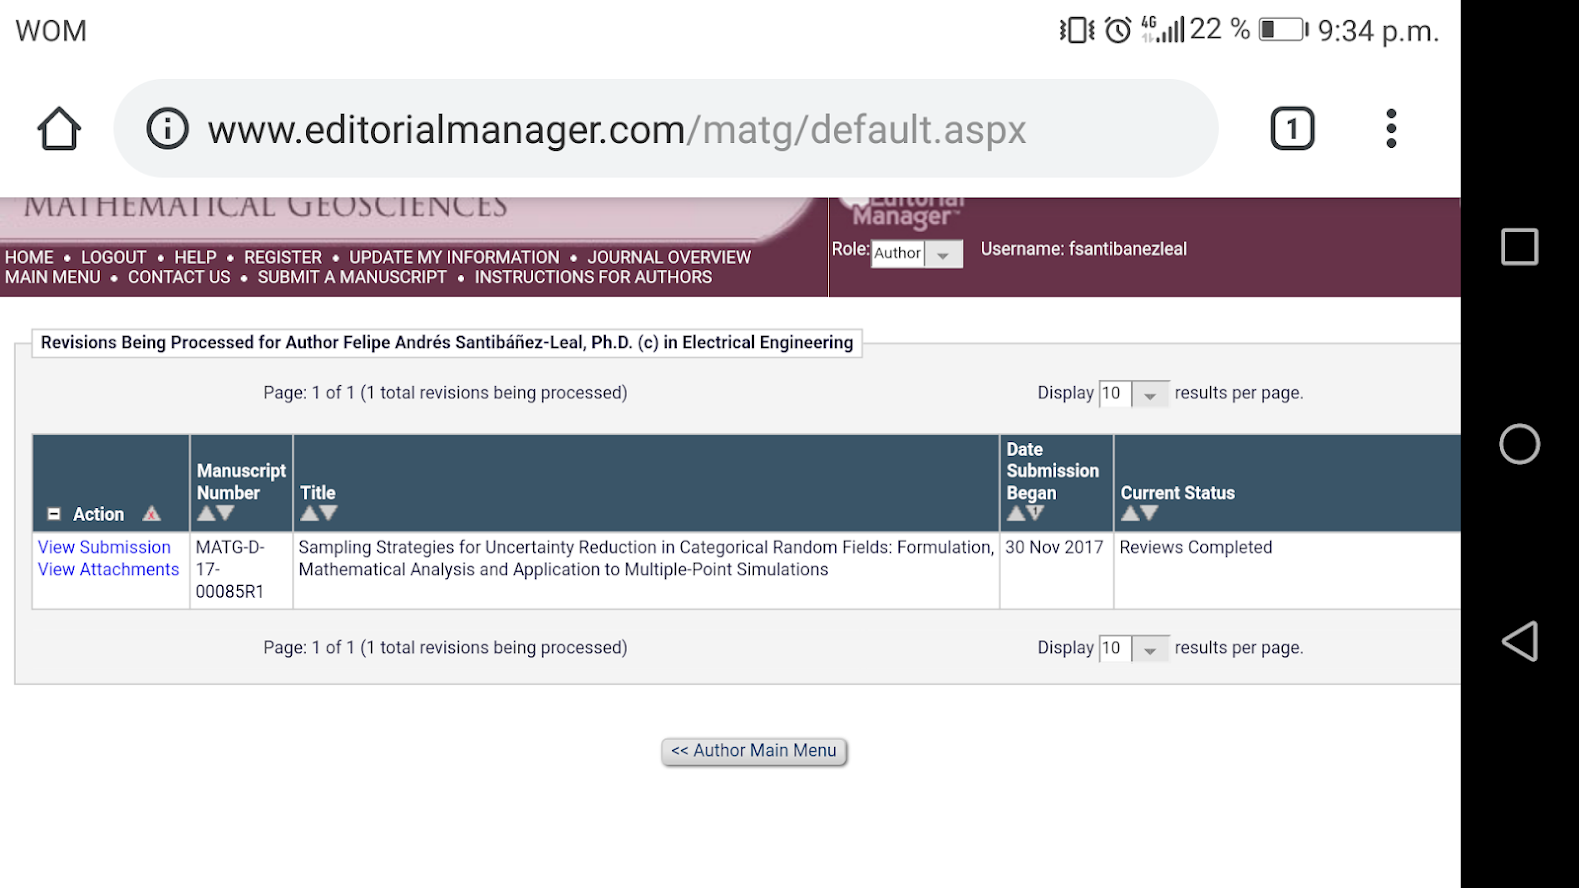 WOM
4G 22 % 9:34 p.m.
www.editorialmanager.com/matg/default.aspx
1
MATHEMATICAL GEOSCIENCES
Editorial
Manager™
HOME • LOGOUT • HELP • REGISTER • UPDATE MY INFORMATION • JOURNAL OVERVIEW
MAIN MENU • CONTACT US • SUBMIT A MANUSCRIPT • INSTRUCTIONS FOR AUTHORS
Role: Author Username: fsantibanezleal
Revisions Being Processed for Author Felipe Andrés Santibáñez-Leal, Ph.D. (c) in Electrical Engineering
Page: 1 of 1 (1 total revisions being processed) Display 10 results per page.
Action
Manuscript
Number
Title
Date
Submission
Began
1
Current Status
View Submission
View Attachments
MATG-D-
17-
00085R1
Sampling Strategies for Uncertainty Reduction in Categorical Random Fields: Formulation,
Mathematical Analysis and Application to Multiple-Point Simulations
30 Nov 2017
Reviews Completed
Page: 1 of 1 (1 total revisions being processed) Display 10 results per page.
<< Author Main Menu